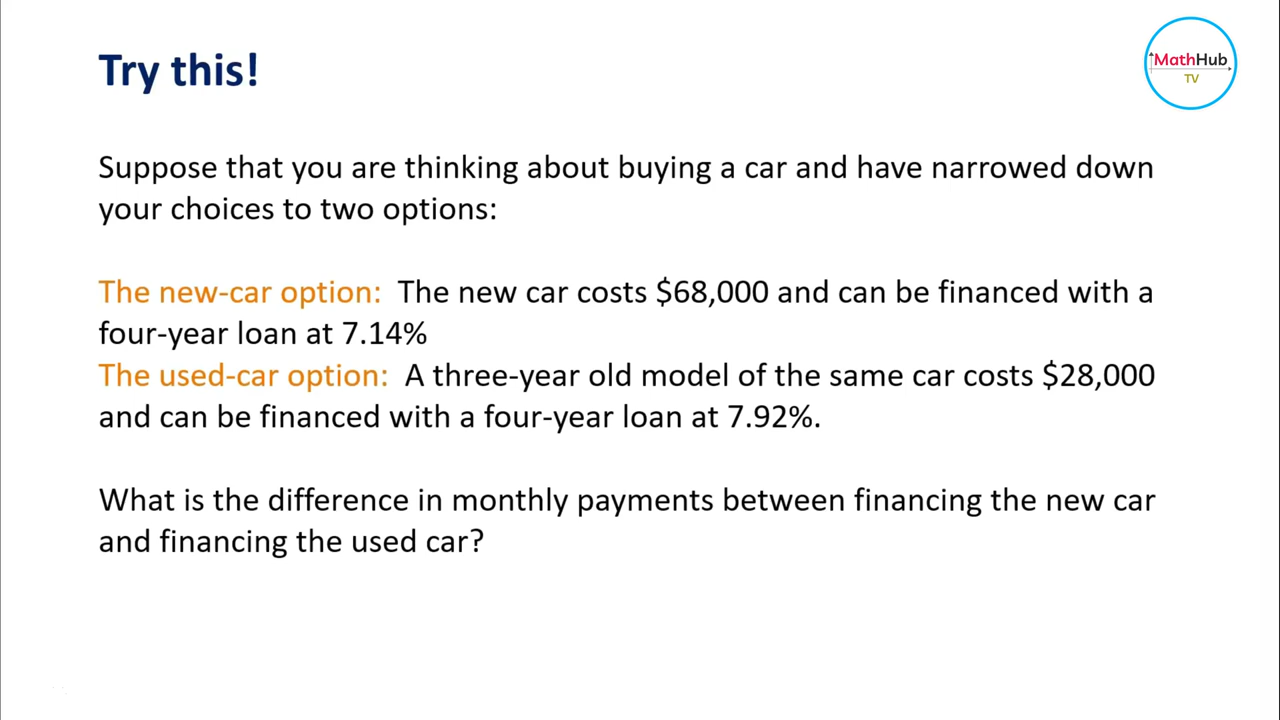 Try this!
MathHub
TV
Suppose that you are thinking about buying a car and have narrowed down
your choices to two options:
The new-car option:  The new car costs $68,000 and can be financed with a
four-year loan at 7.14%
The used-car option:  A three-year old model of the same car costs $28,000
and can be financed with a four-year loan at 7.92%.
What is the difference in monthly payments between financing the new car
and financing the used car?